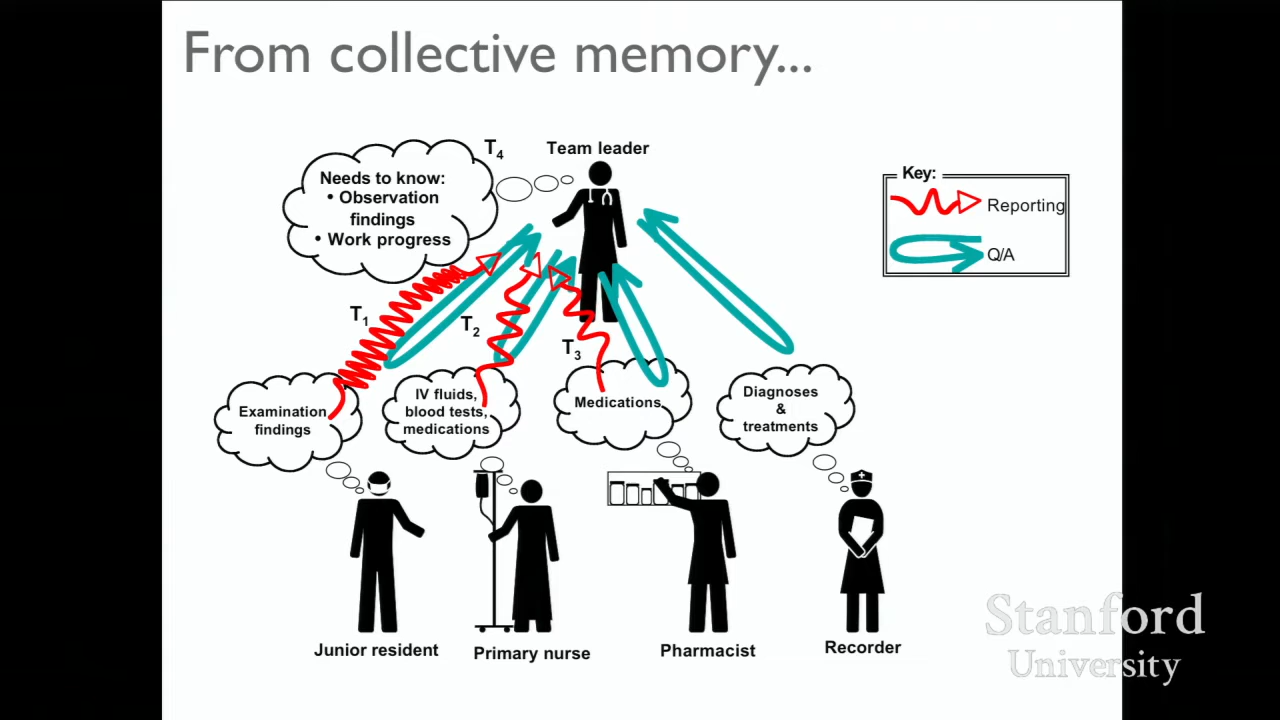 From collective memory...
T4
Team leader
Needs to know:
• Observation
findings
• Work progress
Key:
Reporting
Q/A
T1
T2
T3
Examination
findings
IV fluids,
blood tests,
medications
Medications
Diagnoses
&
treatments
Junior resident
Primary nurse
Pharmacist
Recorder
Stanford
University